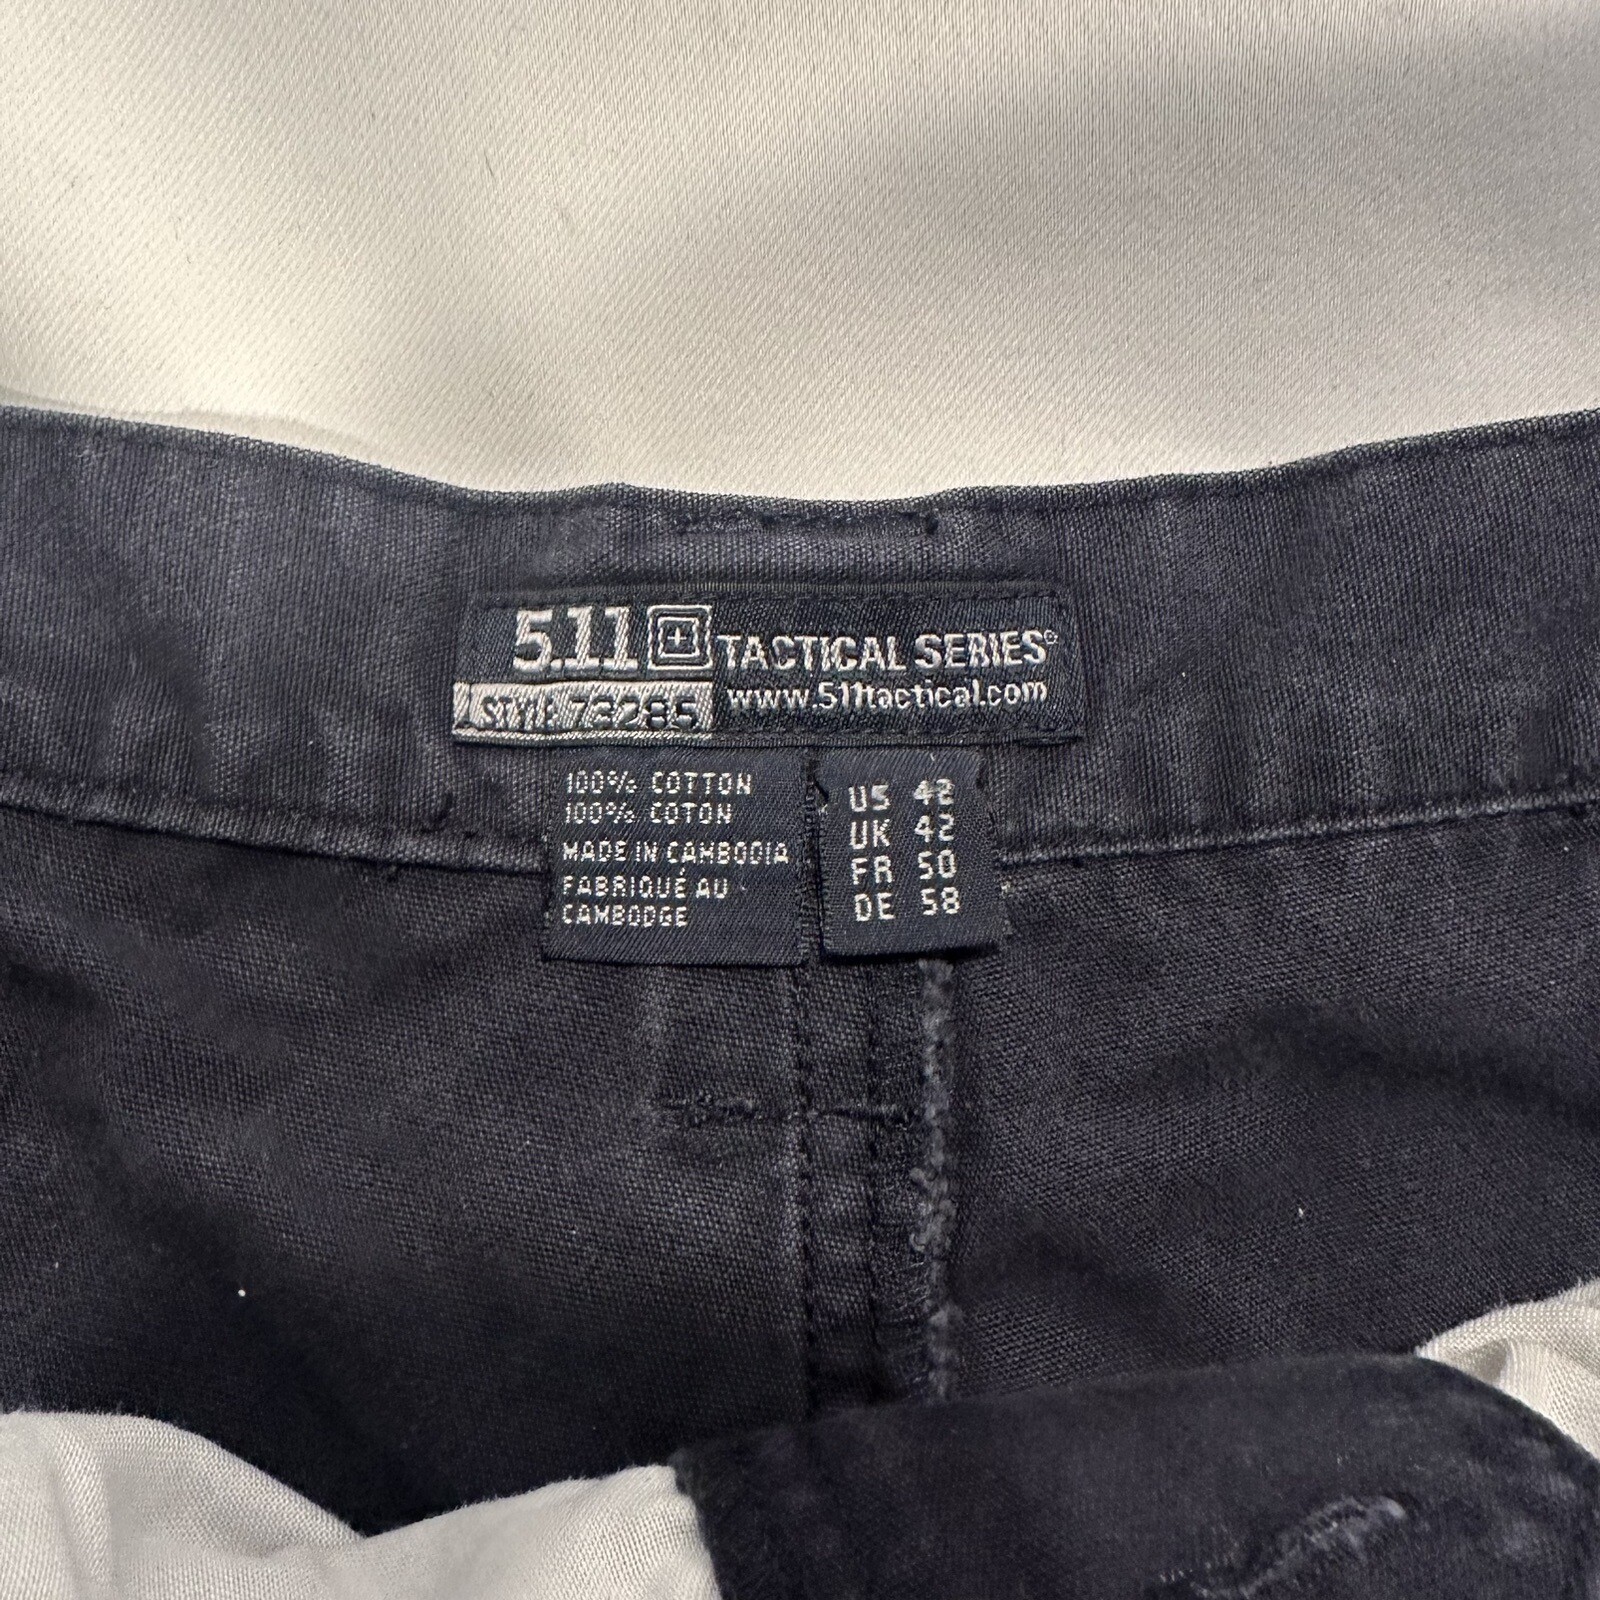 5.11 TACTICAL SERIES®
STYLE 73285 www.511tactical.com
100% COTTON
100% COTON
MADE IN CAMBODIA
FABRIQUÉ AU
CAMBODGE
US 42
UK 42
FR 50
DE 58